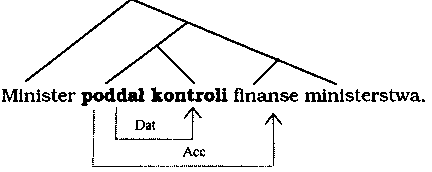 Minister poddał kontroli finanse ministerstwa.
Dat
Acc